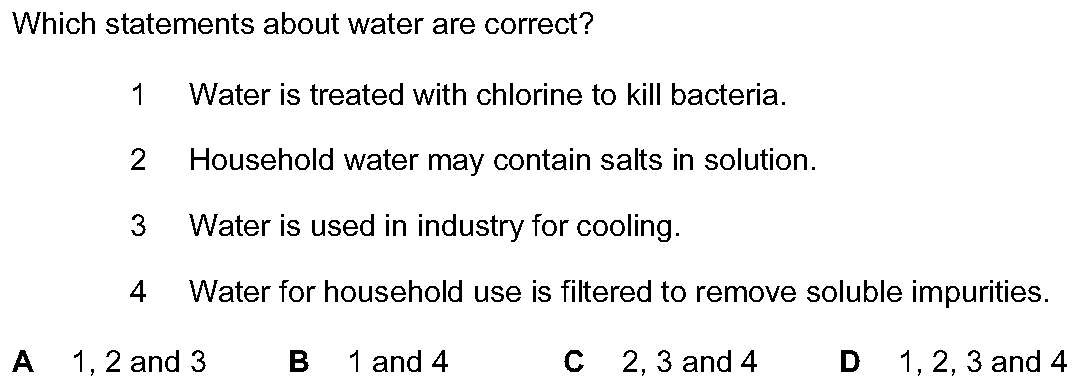 Which statements about water are correct?
1 Water is treated with chlorine to kill bacteria.
2 Household water may contain salts in solution.
3 Water is used in industry for cooling.
4 Water for household use is filtered to remove soluble impurities.
A 1, 2 and 3 B 1 and 4 C 2, 3 and 4 D 1, 2, 3 and 4